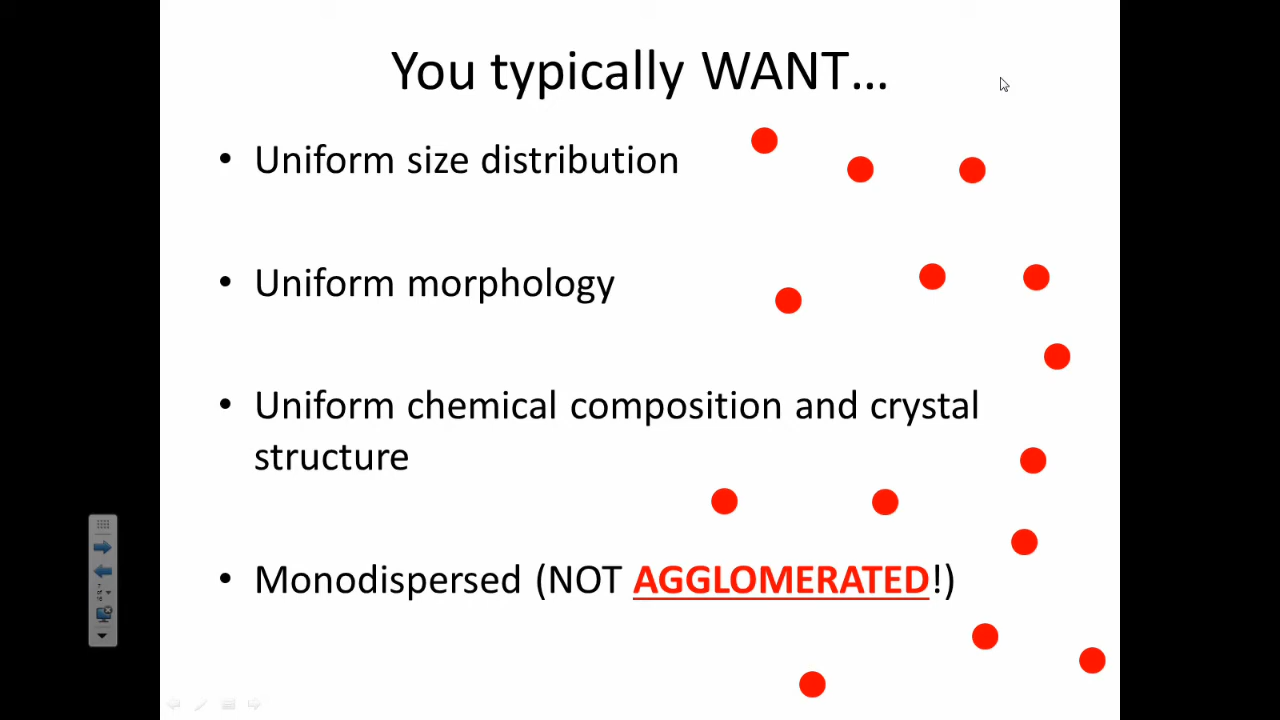 You typically WANT…
• Uniform size distribution
• Uniform morphology
• Uniform chemical composition and crystal
structure
• Monodispersed (NOT AGGLOMERATED!)